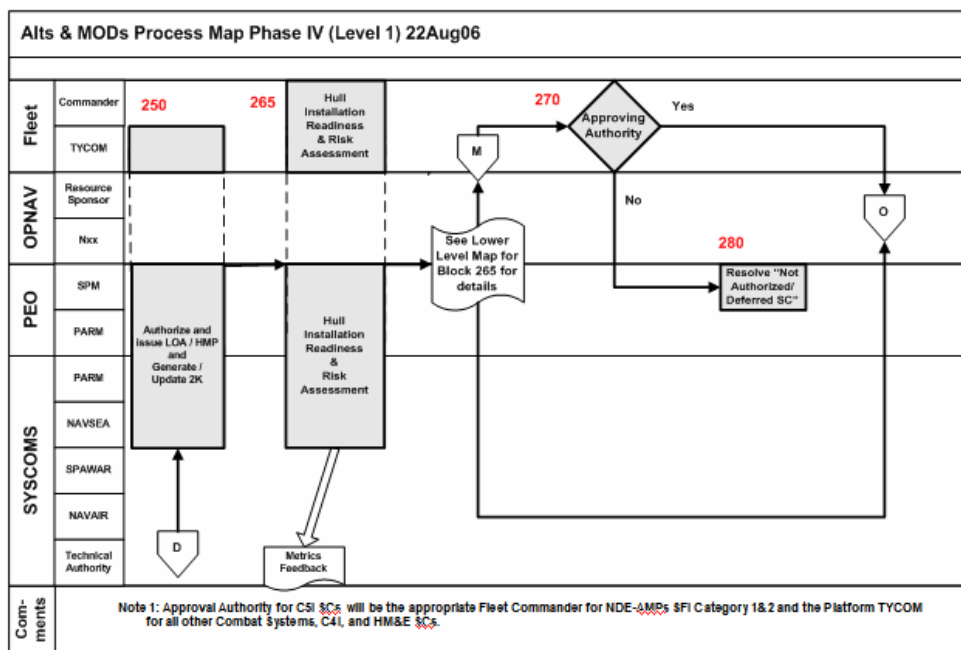 Alts & MODs Process Map Phase IV (Level 1) 22Aug06
Fleet
Commander
TYCOM
250
265
Hull
Installation
Readiness
& Risk
Assessment
M
270
Approving
Authority
Yes
No
O
OPNAV
Resource
Sponsor
Nxx
See Lower
Level Map for
Block 265 for
details
280
PEO
SPM
PARM
Authorize and
issue LOA / HMP
and
Generate /
Update 2K
Hull
Installation
Readiness
&
Risk
Assessment
Resolve “Not
Authorized/
Deferred SC”
SYSCOMS
PARM
NAVSEA
SPAWAR
NAVAIR
Technical
Authority
D
Metrics
Feedback
Com-
ments
Note 1: Approval Authority for C5I SCs will be the appropriate Fleet Commander for NDE-AMPs SFI Category 1&2 and the Platform TYCOM
for all other Combat Systems, C4I, and HM&E SCs.